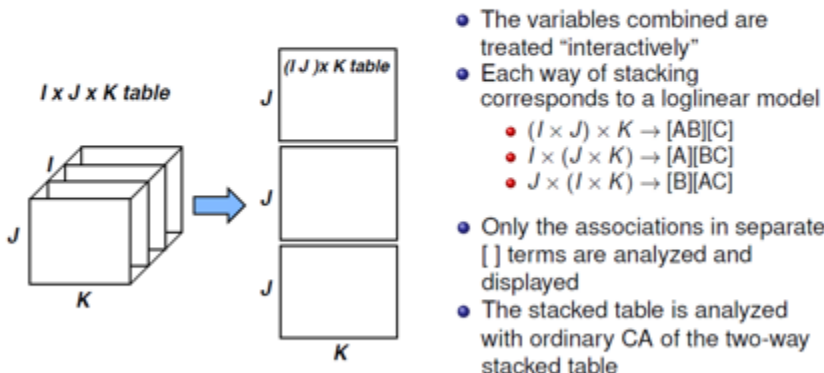 I x J x K table
I
J
K
(I J )x K table
J
J
J
K
The variables combined are
treated “interactively”
Each way of stacking
corresponds to a loglinear model
(I × J) × K → [AB][C]
I × (J × K) → [A][BC]
J × (I × K) → [B][AC]
Only the associations in separate
[ ] terms are analyzed and
displayed
The stacked table is analyzed
with ordinary CA of the two-way
stacked table